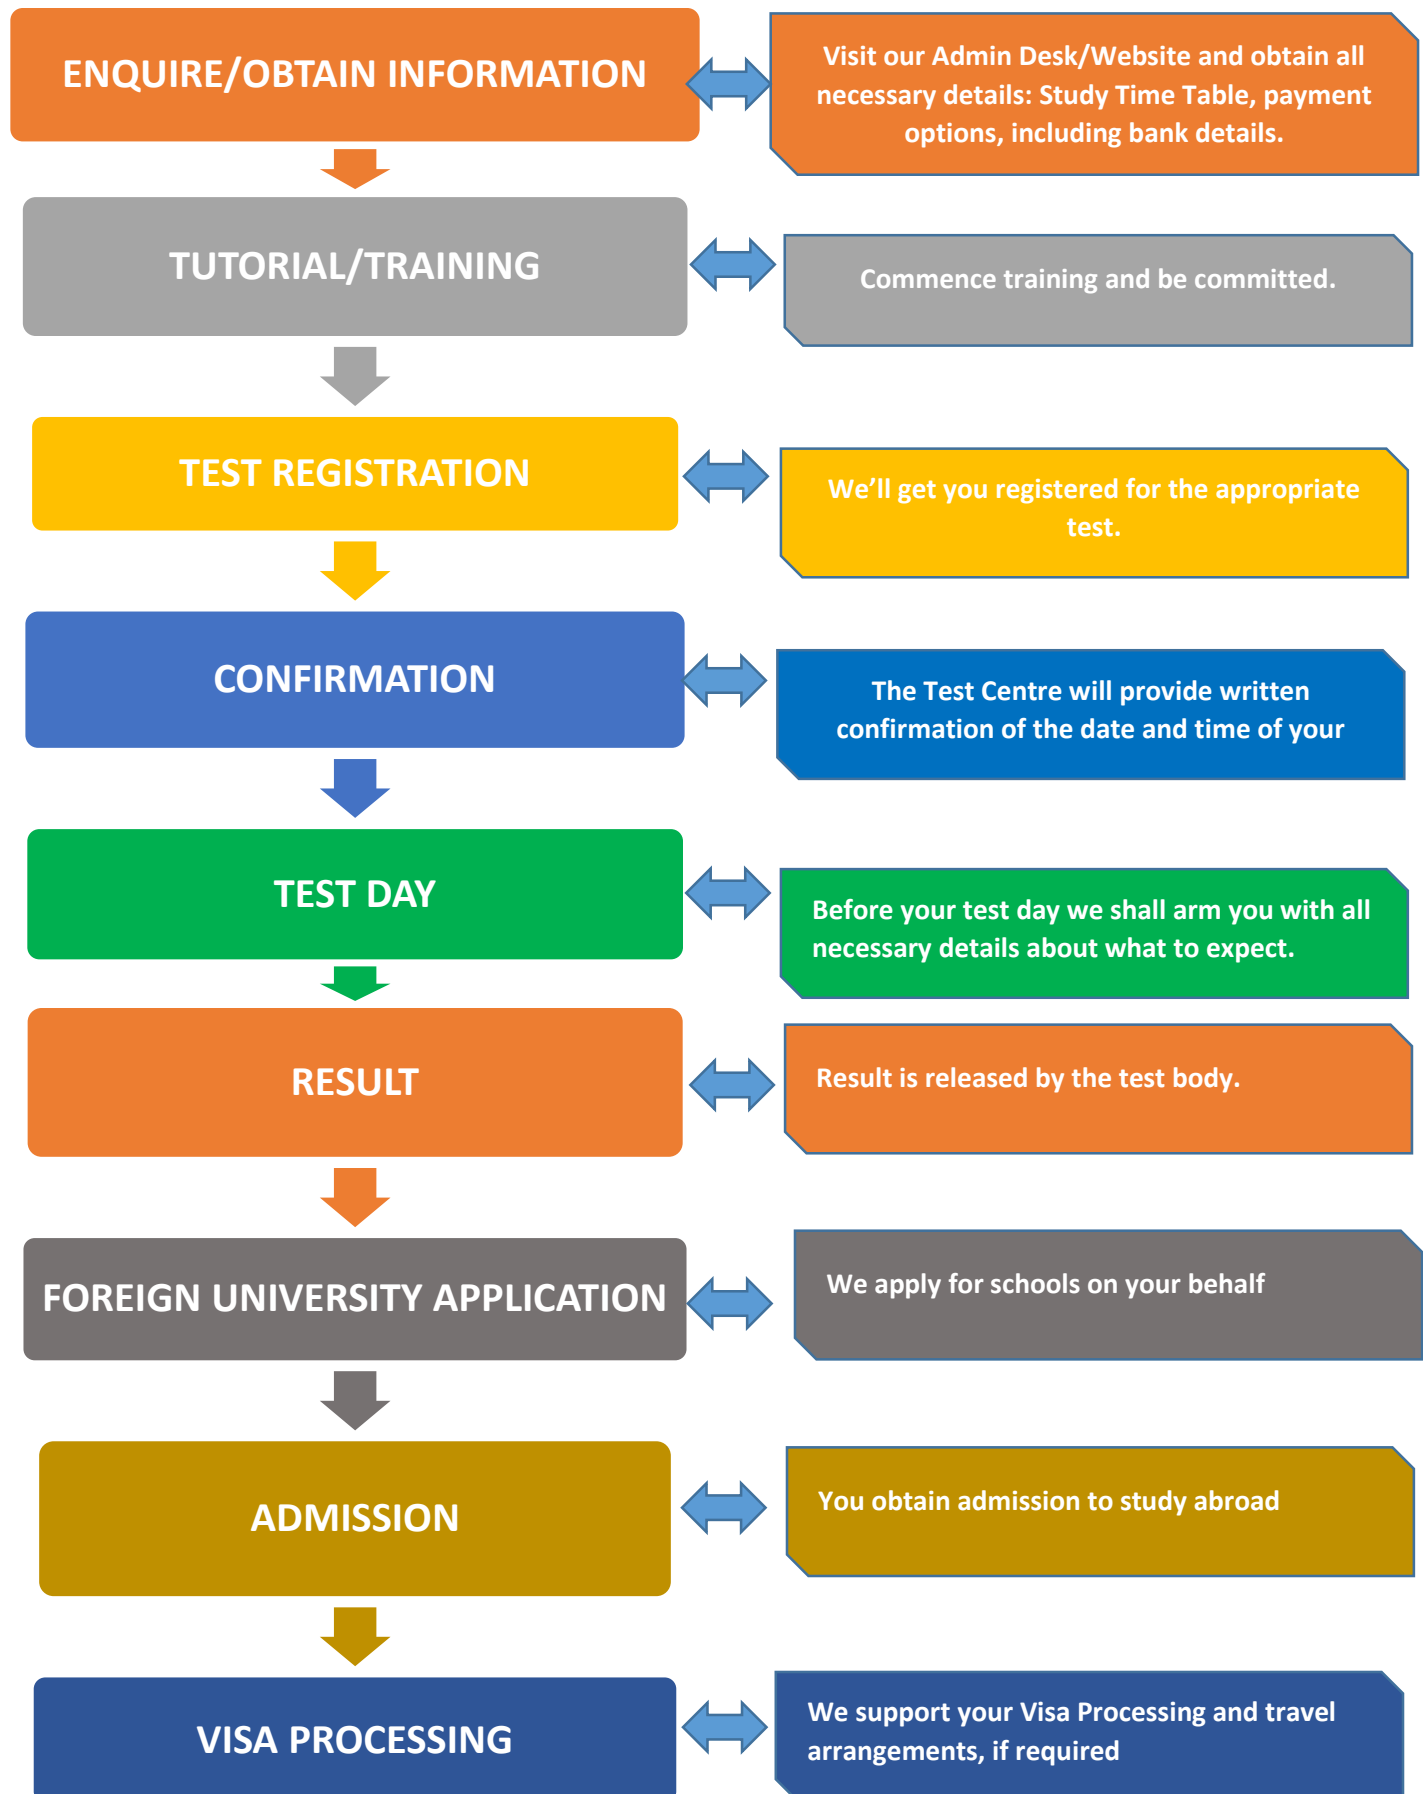 ENQUIRE/OBTAIN INFORMATION
Visit our Admin Desk/Website and obtain all
necessary details: Study Time Table, payment
options, including bank details.
TUTORIAL/TRAINING
Commence training and be committed.
TEST REGISTRATION
We’ll get you registered for the appropriate
test.
CONFIRMATION
The Test Centre will provide written
confirmation of the date and time of your
TEST DAY
Before your test day we shall arm you with all
necessary details about what to expect.
RESULT
Result is released by the test body.
FOREIGN UNIVERSITY APPLICATION
We apply for schools on your behalf
ADMISSION
You obtain admission to study abroad
VISA PROCESSING
We support your Visa Processing and travel
arrangements, if required